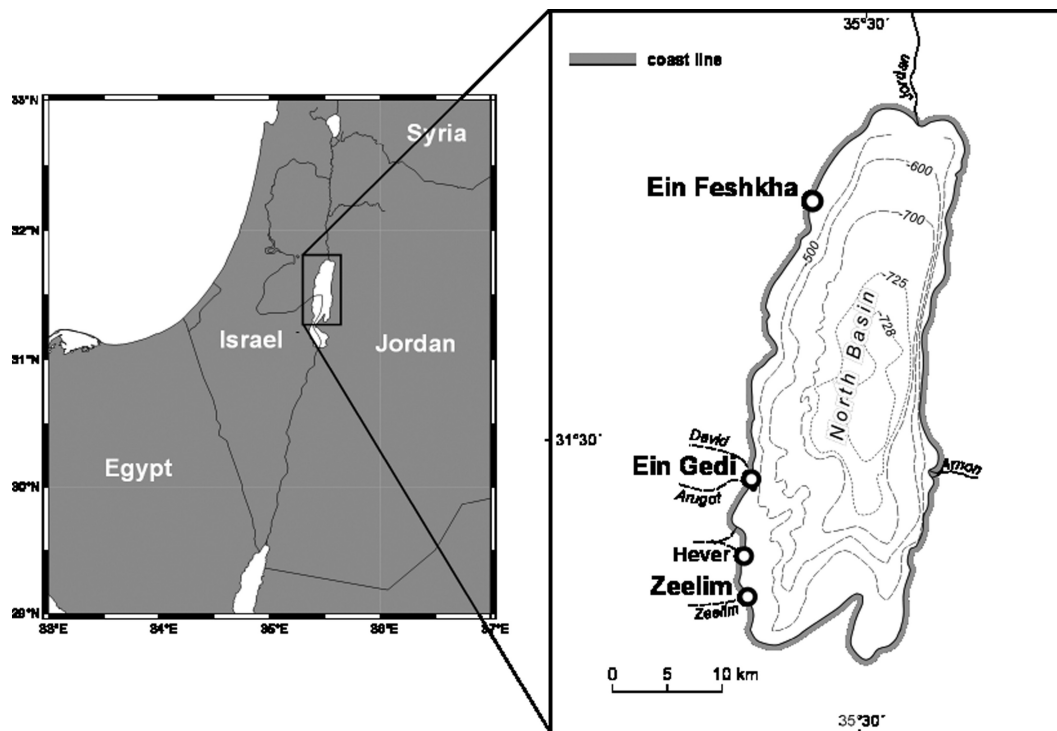 33°N
32°N
31°N
30°N
29°N
33°E
34°E
35°E
36°E
37°E
Syria
Israel
Jordan
Egypt
35°30´
coast line
Jordan
Ein Feshkha
-600
-700
-500
-725
-728
North Basin
31°30´
David
Ein Gedi
Arugot
Arnon
Hever
Zeelim
Zeelim
0 5 10 km
35°30´